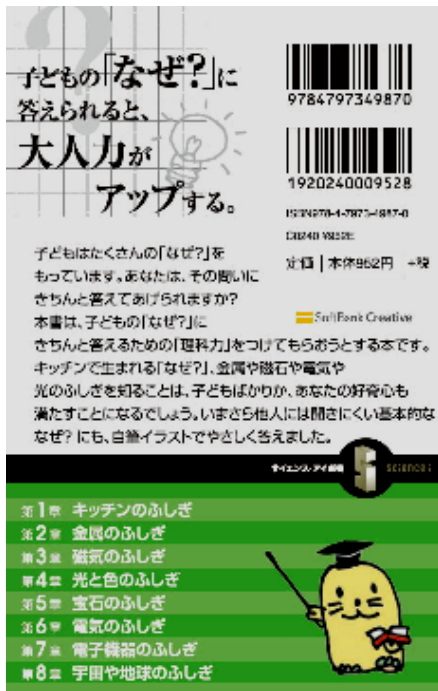 子どもの「なぜ?」に
答えられると、
大人力が
アップする。
9784797349870
1920240009528
ISBN978-4-7973-4987-0
C0240 ¥952E
定価 | 本体952円 +税
SoftBank Creative
子どもはたくさんの「なぜ?」を
もっています。あなたは、その問いに
きちんと答えてあげられますか?
本書は、子どもの「なぜ?」に
きちんと答えるための「理科力」をつけてもらおうとする本です。
キッチンで生まれる「なぜ?」、金属や磁石や電気や
光のふしぎを知ることは、子どもばかりか、あなたの好奇心も
満たすことになるでしょう。いまさら他人には聞きにくい基本的な
なぜ? にも、自筆イラストでやさしく答えました。
サイエンス・アイ新書
Si
science・i
第1章 キッチンのふしぎ
第2章 金属のふしぎ
第3章 磁気のふしぎ
第4章 光と色のふしぎ
第5章 宝石のふしぎ
第6章 電気のふしぎ
第7章 電子機器のふしぎ
第8章 宇宙や地球のふしぎ